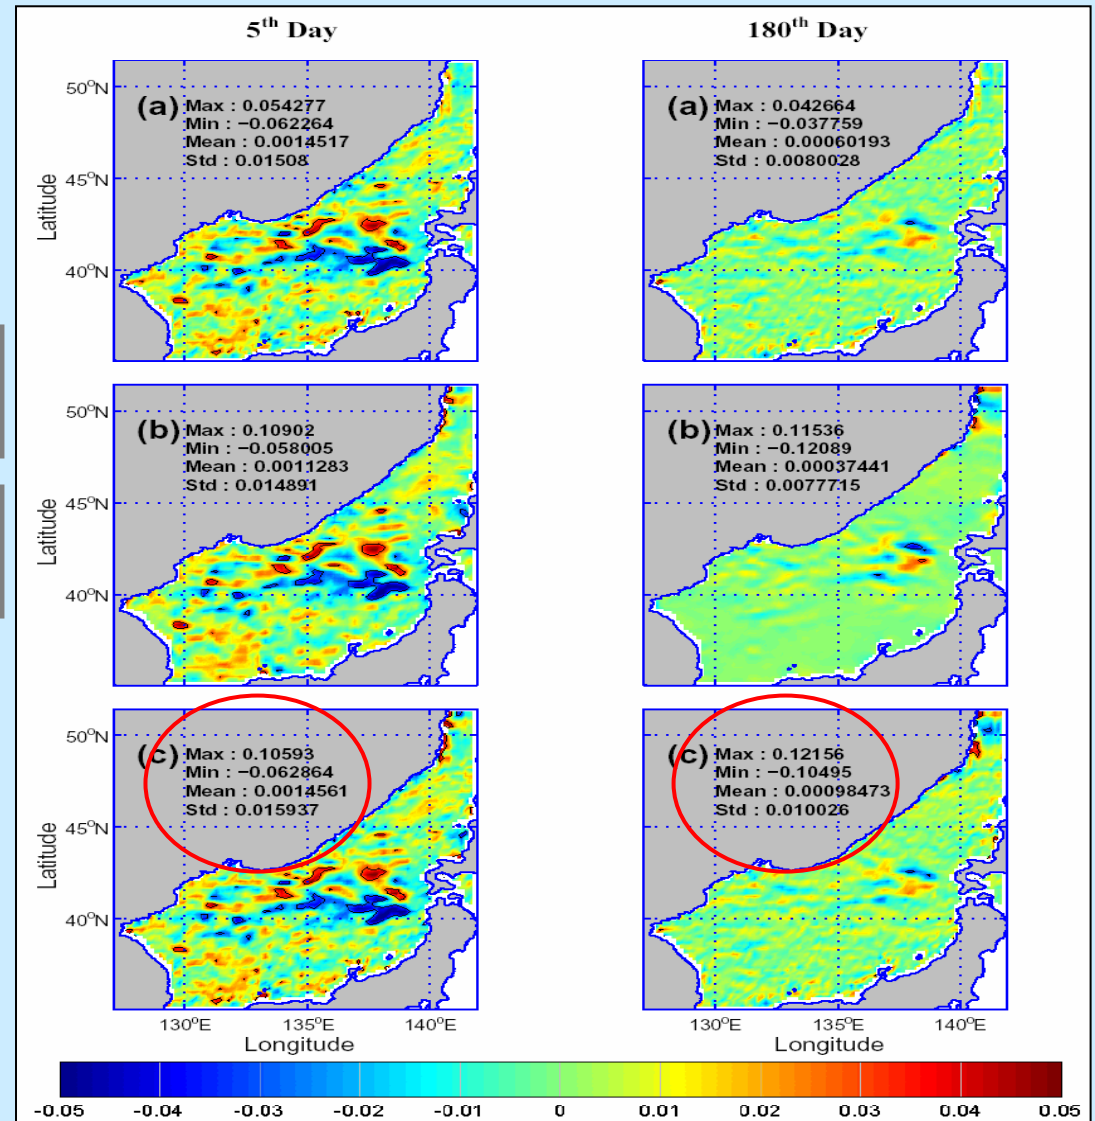 5th Day
180th Day
50°N
(a)
Max : 0.054277
Min : −0.062264
Mean : 0.0014517
Std : 0.01508
45°N
Latitude
40°N
(a)
Max : 0.042664
Min : −0.037759
Mean : 0.00060193
Std : 0.0080028
50°N
(b)
Max : 0.10902
Min : −0.058005
Mean : 0.0011283
Std : 0.014891
45°N
Latitude
40°N
(b)
Max : 0.11536
Min : −0.12089
Mean : 0.00037441
Std : 0.0077715
50°N
(c)
Max : 0.10593
Min : −0.062864
Mean : 0.0014561
Std : 0.015937
45°N
Latitude
40°N
130°E 135°E 140°E
Longitude
(c)
Max : 0.12156
Min : −0.10495
Mean : 0.00098473
Std : 0.010026
130°E 135°E 140°E
Longitude
-0.05 -0.04 -0.03 -0.02 -0.01 0 0.01 0.02 0.03 0.04 0.05